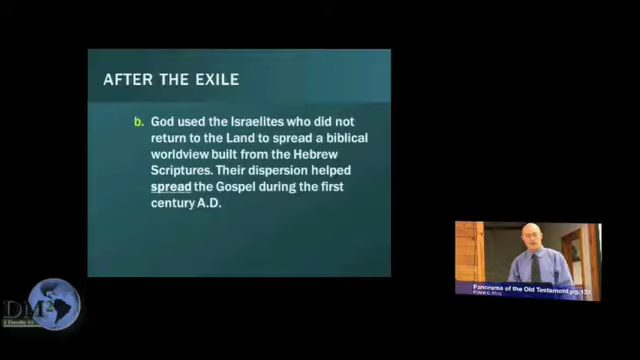 AFTER THE EXILE
b. God used the Israelites who did not
return to the Land to spread a biblical
worldview built from the Hebrew
Scriptures. Their dispersion helped
spread the Gospel during the first
century A.D.
Panorama of the Old Testament
DM2